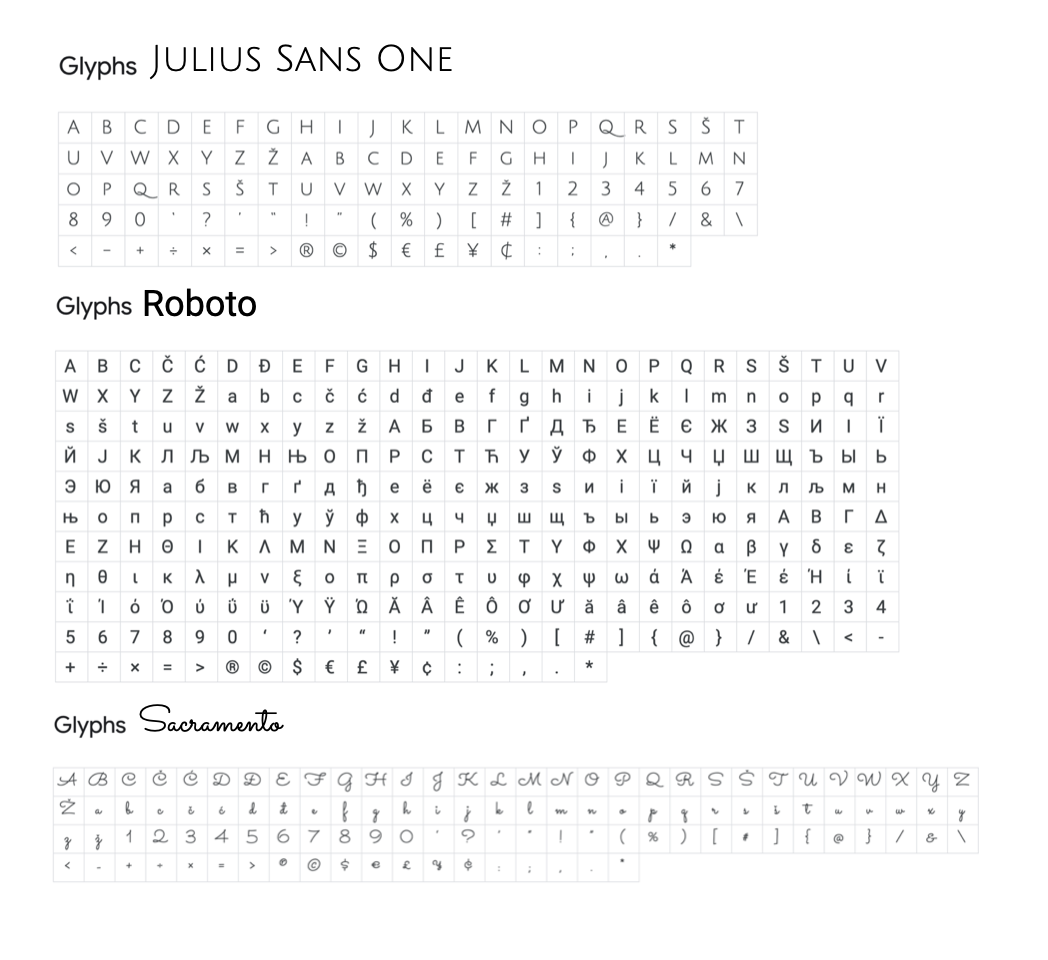 Glyphs JULIUS SANS ONE
A B C D E F G H I J K L M N O P Q R S Š T
U V W X Y Z Ž A B C D E F G H I J K L M N
O P Q R S Š T U V W X Y Z Ž 1 2 3 4 5 6 7
8 9 0 ‘ ? ’ “ ! ” ( % ) [ # ] { @ } / & \
< - + ÷ × = > ® © $ € £ ¥ ¢ : ; , . *
Glyphs Roboto
A B C Č Ć D Đ E F G H I J K L M N O P Q R S Š T U V
W X Y Z Ž a b c č ć d đ e f g h i j k l m n o p q r
s š t u v w x y z ž А Б В Г Ґ Д Ђ Е Ё Є Ж З Ѕ И І Ї
Й Ј К Л Љ М Н Њ О П Р С Т Ћ У Ў Ф Х Ц Ч Џ Ш Щ Ъ Ы Ь
Э Ю Я а б в г ґ д ђ е ё є ж з ѕ и і ї й ј к л љ м н
њ о п р с т ћ у ў ф х ц ч џ ш щ ъ ы ь э ю я Α Β Γ Δ
Ε Ζ Η Θ Ι Κ Λ Μ Ν Ξ Ο Π Ρ Σ Τ Υ Φ Χ Ψ Ω α β γ δ ε ζ
η θ ι κ λ μ ν ξ ο π ρ σ τ υ φ χ ψ ω ά Ά έ Έ έ Ή ί ϊ
ΐ Ί ό Ό ύ ΰ ϋ Ύ Ÿ Ώ Ă Â Ê Ô Ơ Ư ă â ê ô ơ ư 1 2 3 4
5 6 7 8 9 0 ‘ ? ’ “ ! ” ( % ) [ # ] { @ } / & \ < -
+ ÷ × = > ® © $ € £ ¥ ¢ : ; , . *
Glyphs Sacramento
A B C Č Ć D Đ E F G H I J K L M N O P Q R S Š T U V W X Y Z
Ž a b c č ć d đ e f g h i j k l m n o p q r s š t u v w x y
z ž 1 2 3 4 5 6 7 8 9 0 ‘ ? ’ “ ! ” ( % ) [ # ] { @ } / & \
< - + ÷ × = > ® © $ € £ ¥ ¢ : ; , . *